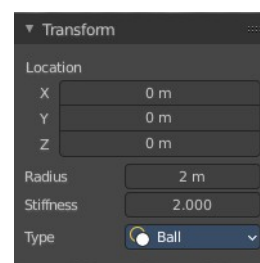 Transform
Location
X 0 m
Y 0 m
Z 0 m
Radius 2 m
Stiffness 2.000
Type Ball